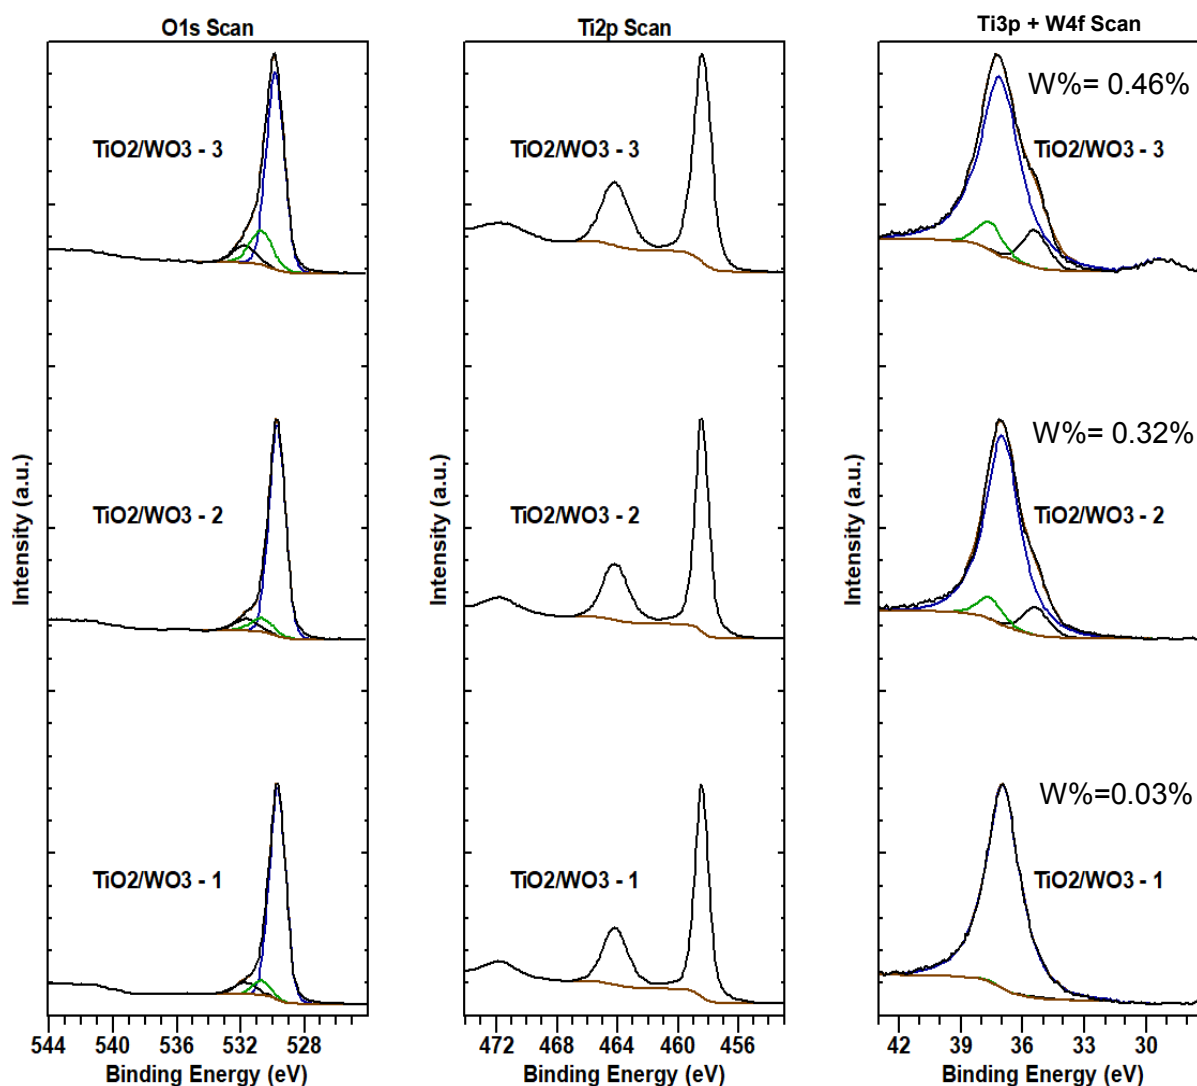 O1s Scan
Ti2p Scan
Ti3p + W4f Scan
W%= 0.46%
TiO2/WO3 - 3
TiO2/WO3 - 3
TiO2/WO3 - 3
W%= 0.32%
TiO2/WO3 - 2
TiO2/WO3 - 2
TiO2/WO3 - 2
Intensity (a.u.)
Intensity (a.u.)
Intensity (a.u.)
W%=0.03%
TiO2/WO3 - 1
TiO2/WO3 - 1
TiO2/WO3 - 1
544 540 536 532 528
472 468 464 460 456
42 39 36 33 30
Binding Energy (eV)
Binding Energy (eV)
Binding Energy (eV)